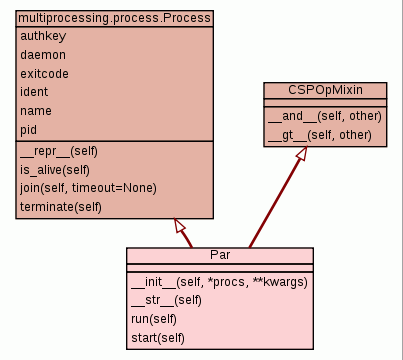 multiprocessing.process.Process
authkey
daemon
exitcode
ident
name
pid
__repr__(self)
is_alive(self)
join(self, timeout=None)
terminate(self)
CSPOpMixin
__and__(self, other)
__gt__(self, other)
Par
__init__(self, *procs, **kwargs)
__str__(self)
run(self)
start(self)